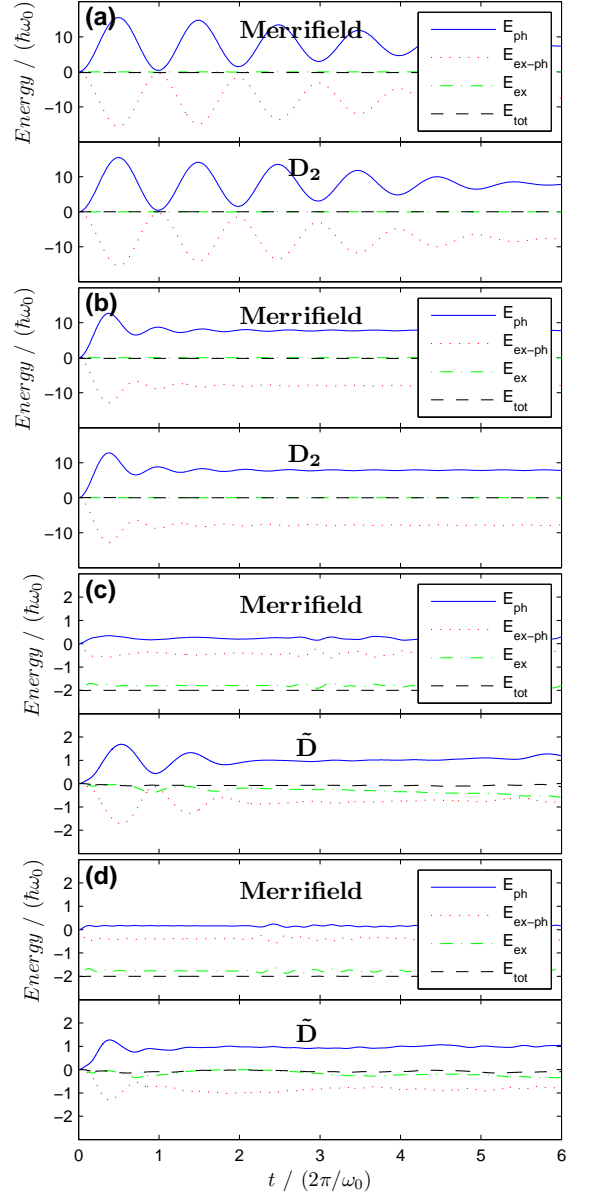 (a)
Merrifield
E_ph
E_ex−ph
E_ex
E_tot
Energy / (ħω₀)
10
0
−10
D₂
10
0
−10
(b)
Merrifield
E_ph
E_ex−ph
E_ex
E_tot
Energy / (ħω₀)
10
0
−10
D₂
10
0
−10
(c)
Merrifield
E_ph
E_ex−ph
E_ex
E_tot
Energy / (ħω₀)
2
1
0
−1
−2
D̃
2
1
0
−1
−2
(d)
Merrifield
E_ph
E_ex−ph
E_ex
E_tot
Energy / (ħω₀)
2
1
0
−1
−2
D̃
2
1
0
−1
−2
0 1 2 3 4 5 6
t / (2π/ω₀)